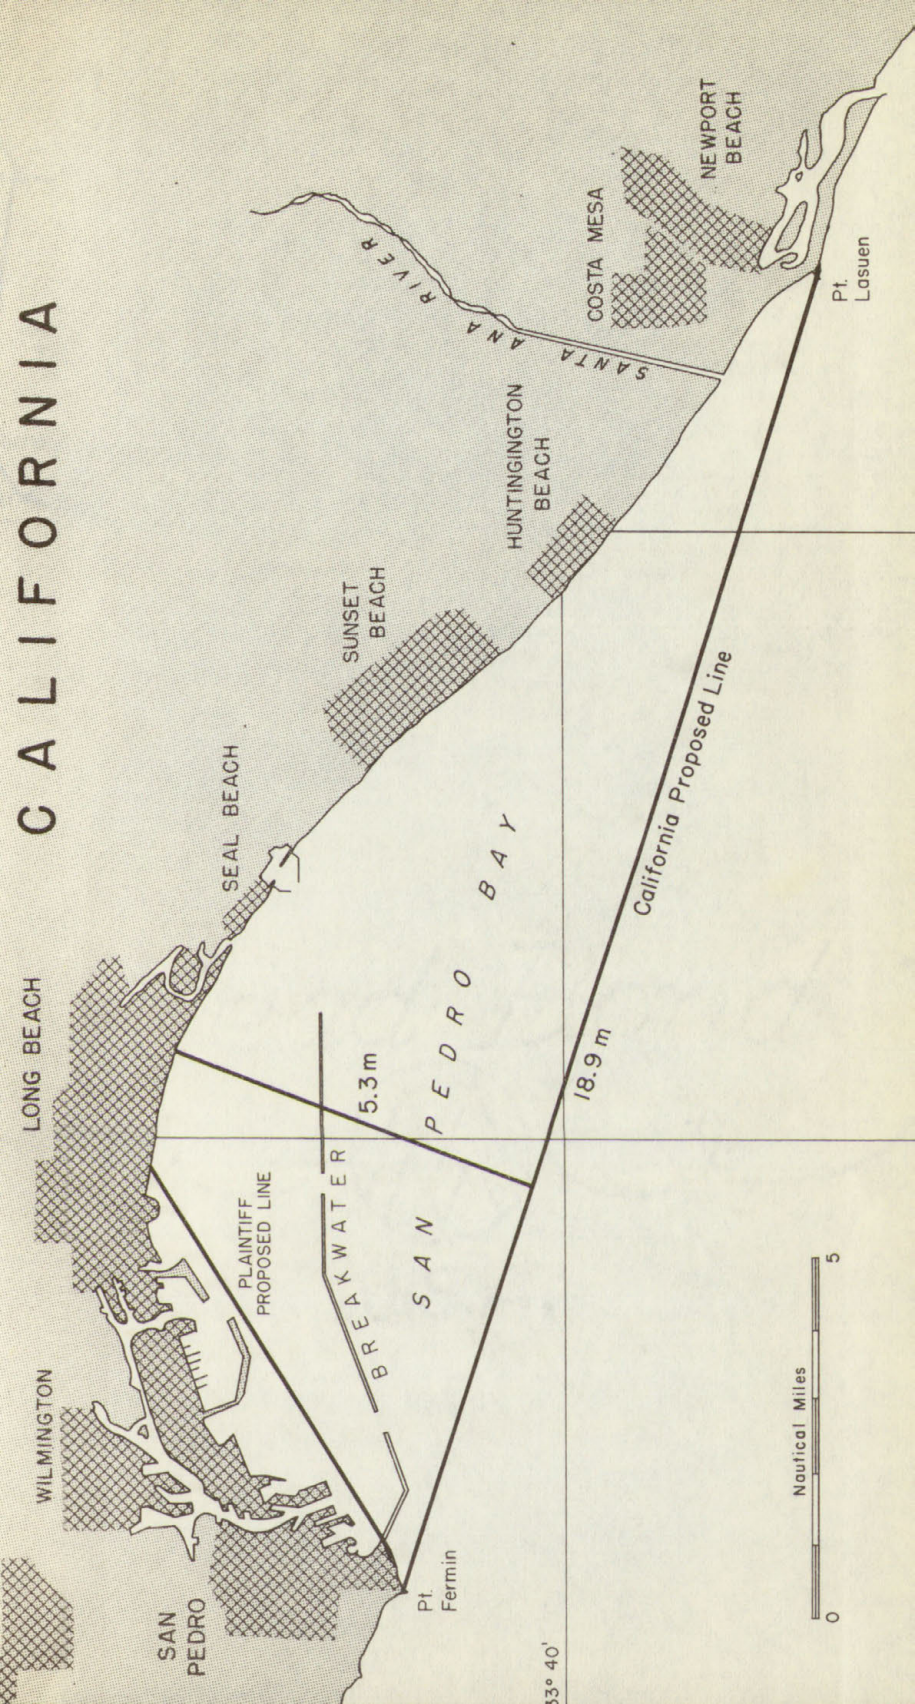 CALIFORNIA
LONG BEACH
WILMINGTON
SAN
PEDRO
SEAL BEACH
SUNSET
BEACH
HUNTINGINGTON
BEACH
COSTA MESA
NEWPORT
BEACH
SANTA ANA RIVER
PLAINTIFF
PROPOSED LINE
BREAKWATER
5.3 m
SAN PEDRO BAY
18.9 m
California Proposed Line
Pt.
Fermin
Pt.
Lasuen
33° 40'
Nautical Miles
0 5